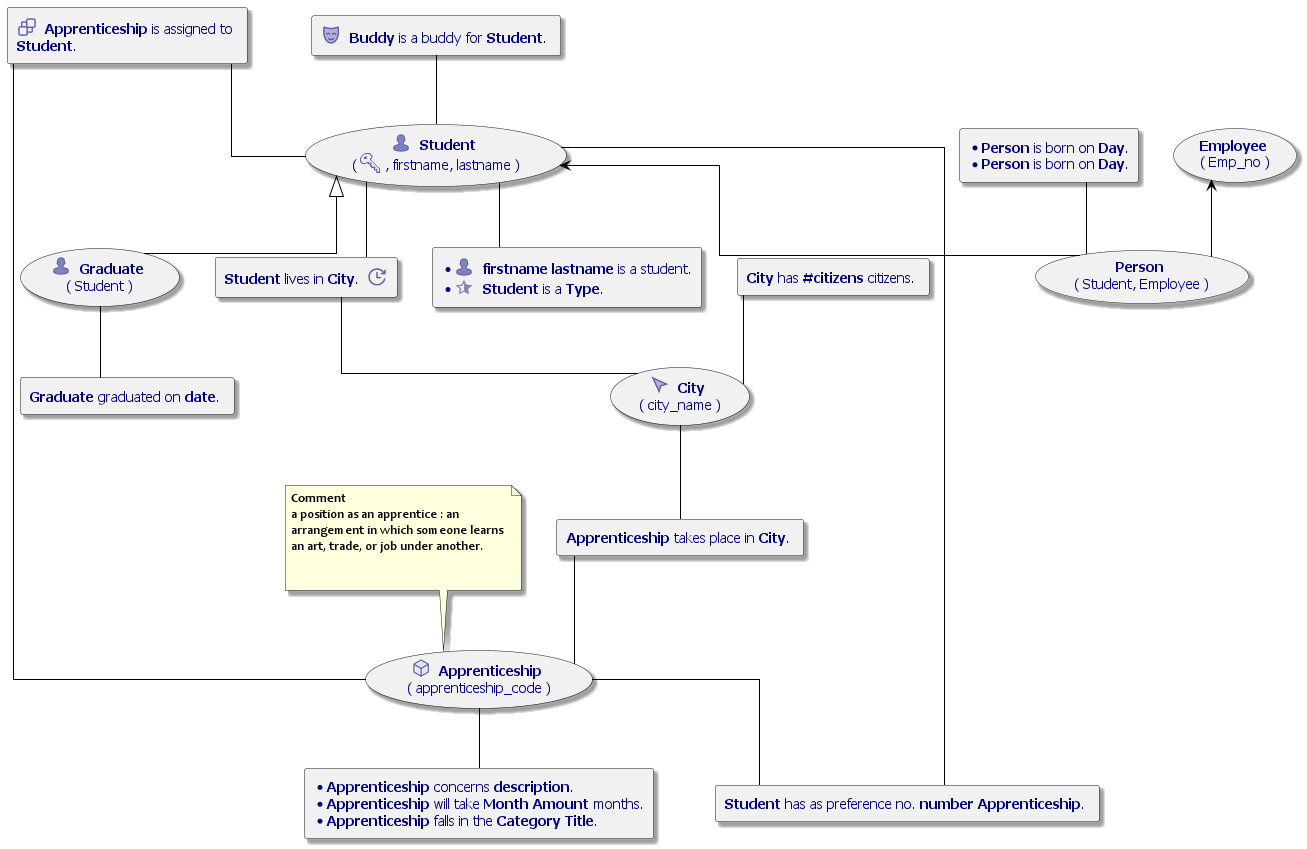 Apprenticeship is assigned to
Student.
Buddy is a buddy for Student.
Student
( , firstname, lastname )
• Person is born on Day.
• Person is born on Day.
Employee
( Emp_no )
Graduate
( Student )
Student lives in City.
• firstname lastname is a student.
• Student is a Type.
City has #citizens citizens.
Person
( Student, Employee )
Graduate graduated on date.
City
( city_name )
Comment
a position as an apprentice : an
arrangement in which someone learns
an art, trade, or job under another.
Apprenticeship takes place in City.
Apprenticeship
( apprenticeship_code )
• Apprenticeship concerns description.
• Apprenticeship will take Month Amount months.
• Apprenticeship falls in the Category Title.
Student has as preference no. number Apprenticeship.